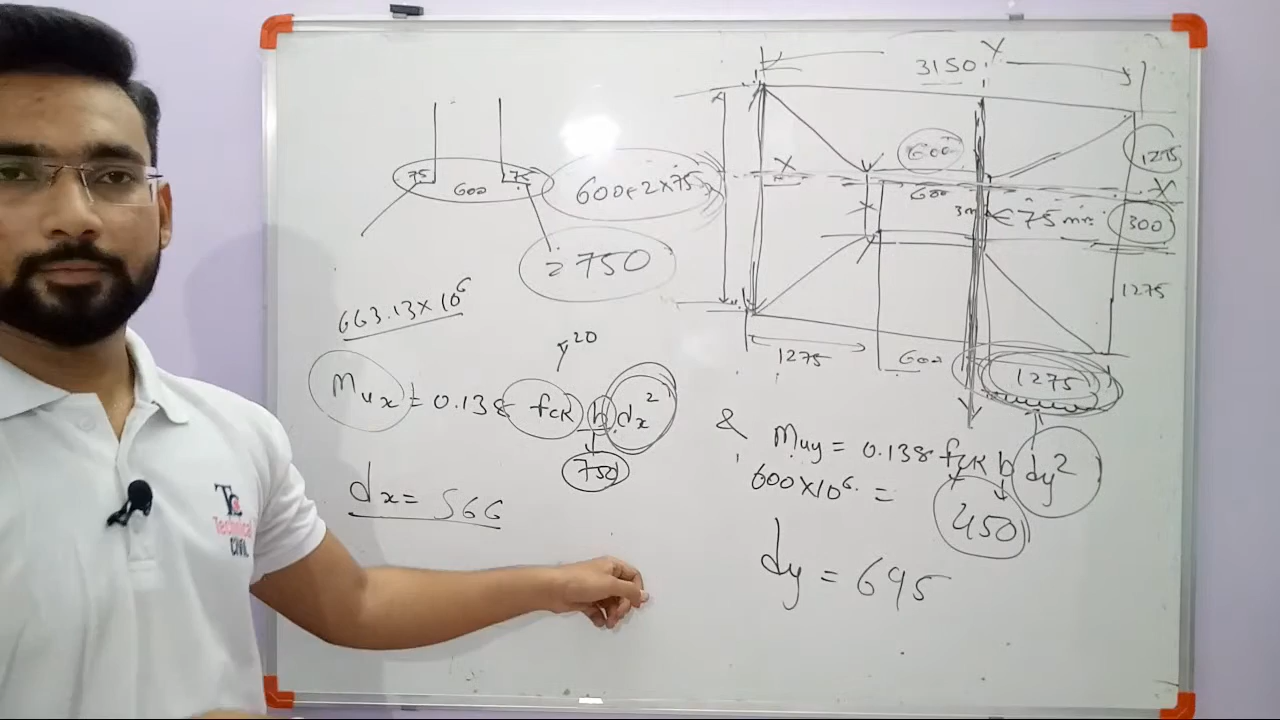 75 600 75
600+2×75
= 750
663.13×10⁶
20
Mux = 0.138 fck b dx²
750
dx = 566
Y
3150
X
600
1275
600
X
75 mm
300
1275
1275
600
1275
& Muy = 0.138 fck b dy²
600×10⁶ =
450
dy = 695
Tc
Technical
CIVIL